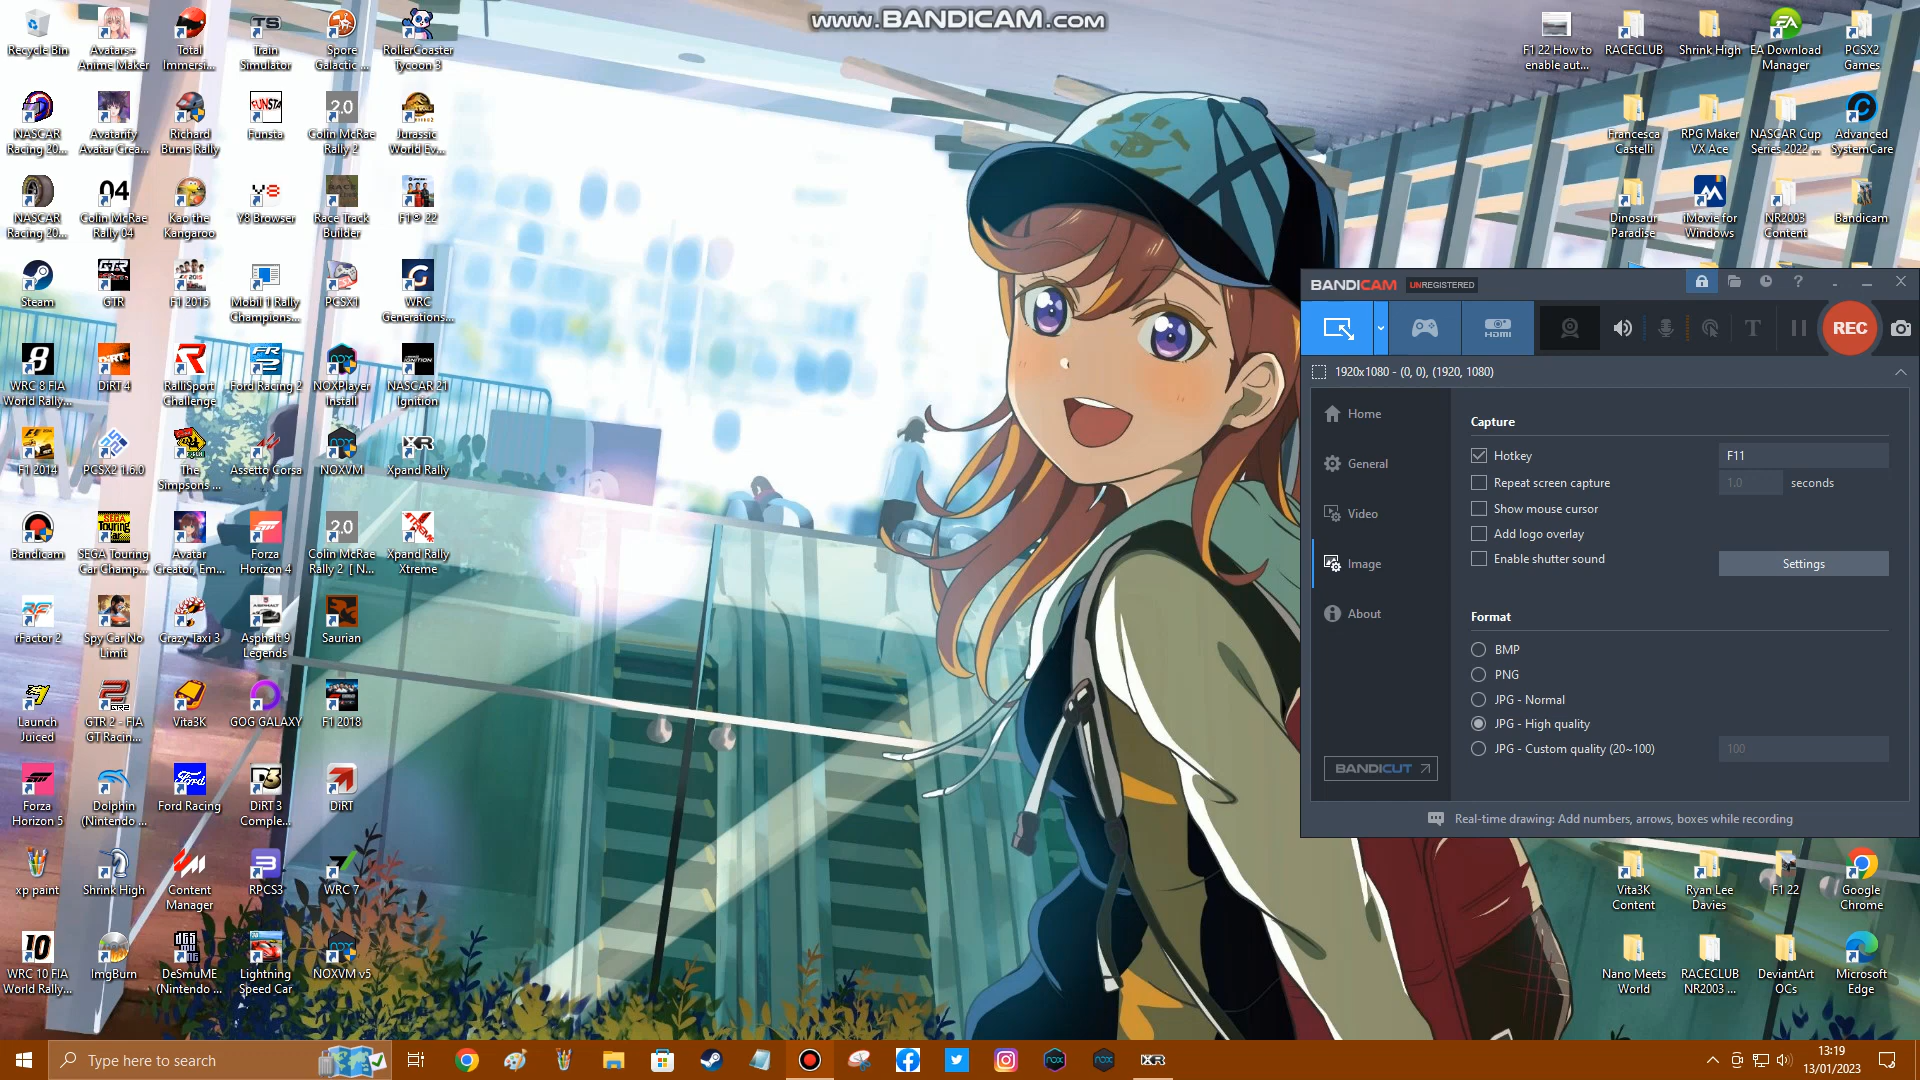 www.BANDICAM.com
Recycle Bin
Avatars+
Anime Maker
Total
Immersi...
Train
Simulator
Spore
Galactic ...
RollerCoaster
Tycoon 3
F1 22 How to
enable aut...
RACECLUB
Shrink High
EA Download
Manager
PCSX2
Games
NASCAR
Racing 20...
Avatarify
Avatar Crea...
Richard
Burns Rally
Funsta
Colin McRae
Rally 2
Jurassic
World Ev...
Francesca
Castelli
RPG Maker
VX Ace
NASCAR Cup
Series 2022 ...
Advanced
SystemCare
NASCAR
Racing 20...
Colin McRae
Rally 04
Kao the
Kangaroo
Y8 Browser
Race Track
Builder
F1® 22
Dinosaur
Paradise
iMovie for
Windows
NR2003
Content
Bandicam
Steam
GTR
F1 2015
Mobil 1 Rally
Champions...
PCSX1
WRC
Generations...
WRC 8 FIA
World Rally...
DiRT 4
RalliSport
Challenge
Ford Racing 2
NOXPlayer
Install
NASCAR 21
Ignition
F1 2014
PCSX2 1.6.0
The
Simpsons ...
Assetto Corsa
NOXVM
Xpand Rally
Bandicam
SEGA Touring
Car Champ...
Avatar
Creator, Em...
Forza
Horizon 4
Colin McRae
Rally 2 [ N...
Xpand Rally
Xtreme
rFactor 2
Spy Car No
Limit
Crazy Taxi 3
Asphalt 9
Legends
Saurian
Launch
Juiced
GTR 2 - FIA
GT Racin...
Vita3K
GOG GALAXY
F1 2018
Forza
Horizon 5
Dolphin
(Nintendo ...
Ford Racing
DiRT 3
Comple...
DiRT
xp paint
Shrink High
Content
Manager
RPCS3
WRC 7
WRC 10 FIA
World Rally...
ImgBurn
DeSmuME
(Nintendo ...
Lightning
Speed Car
NOXVM v5
BANDICAM UNREGISTERED
HDMI
REC
1920x1080 - (0, 0), (1920, 1080)
Home
General
Video
Image
About
BANDICUT
Capture
Hotkey
F11
Repeat screen capture
1.0 seconds
Show mouse cursor
Add logo overlay
Enable shutter sound
Settings
Format
BMP
PNG
JPG - Normal
JPG - High quality
JPG - Custom quality (20~100)
100
Real-time drawing: Add numbers, arrows, boxes while recording
Vita3K
Content
Ryan Lee
Davies
F1 22
Google
Chrome
Nano Meets
World
RACECLUB
NR2003 ...
DeviantArt
OCs
Microsoft
Edge
Type here to search
13:19
13/01/2023